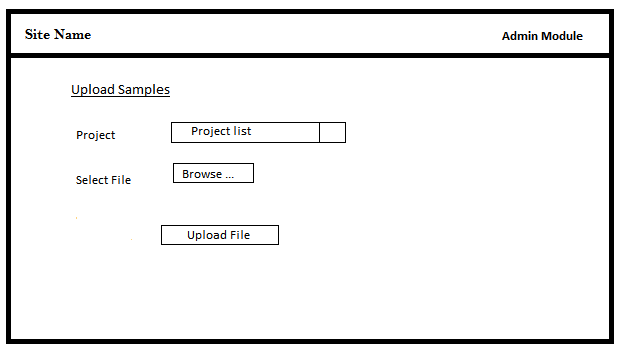 Site Name
Admin Module
Upload Samples
Project
Project list
Select File
Browse ...
Upload File